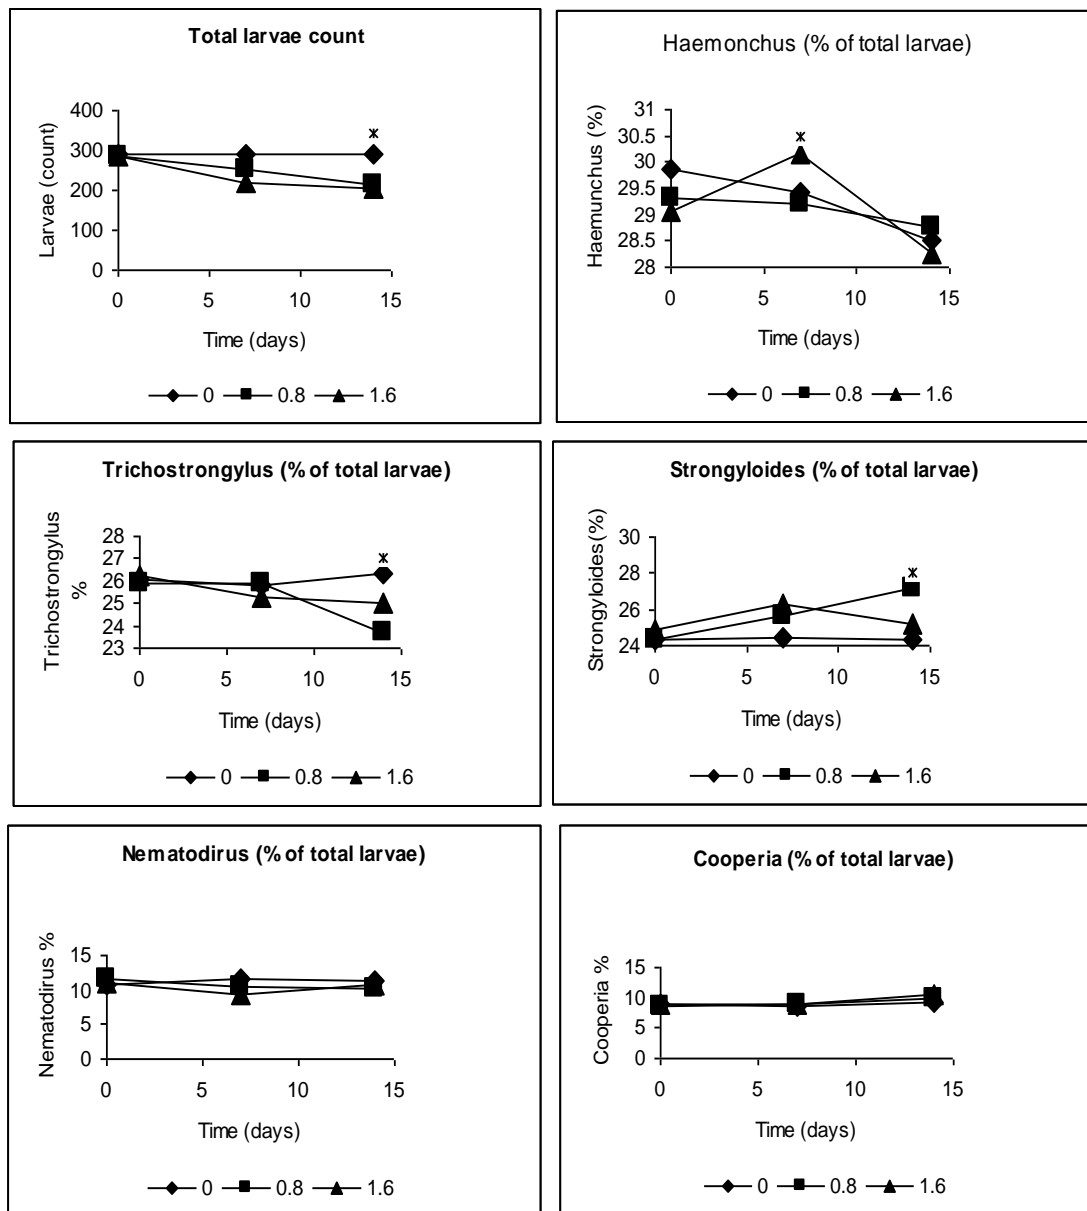 Total larvae count
400
300
200
100
0
Larvae (count)
*
0 5 10 15
Time (days)
0 0.8 1.6
Haemonchus (% of total larvae)
31
30.5
30
29.5
29
28.5
28
Haemunchus (%)
*
0 5 10 15
Time (days)
0 0.8 1.6
Trichostrongylus (% of total larvae)
28
27
26
25
24
23
Trichostrongylus
%
*
0 5 10 15
Time (days)
0 0.8 1.6
Strongyloides (% of total larvae)
30
28
26
24
Strongyloides (%)
*
0 5 10 15
Time (days)
0 0.8 1.6
Nematodirus (% of total larvae)
15
10
5
0
Nematodirus %
0 5 10 15
Time (days)
0 0.8 1.6
Cooperia (% of total larvae)
15
10
5
0
Cooperia %
0 5 10 15
Time (days)
0 0.8 1.6